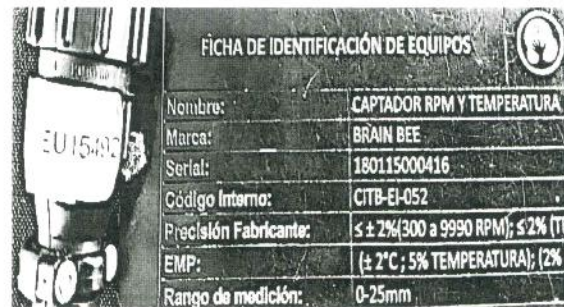 EU15492
FICHA DE IDENTIFICACIÓN DE EQUIPOS
Nombre: CAPTADOR RPM Y TEMPERATURA
Marca: BRAIN BEE
Serial: 180115000416
Código Interno: CITB-EI-052
Precisión Fabricante: ≤ ± 2%(300 a 9990 RPM); ≤ 2% (
EMP: (± 2°C ; 5% TEMPERATURA); (2%
Rango de medición: 0-25mm